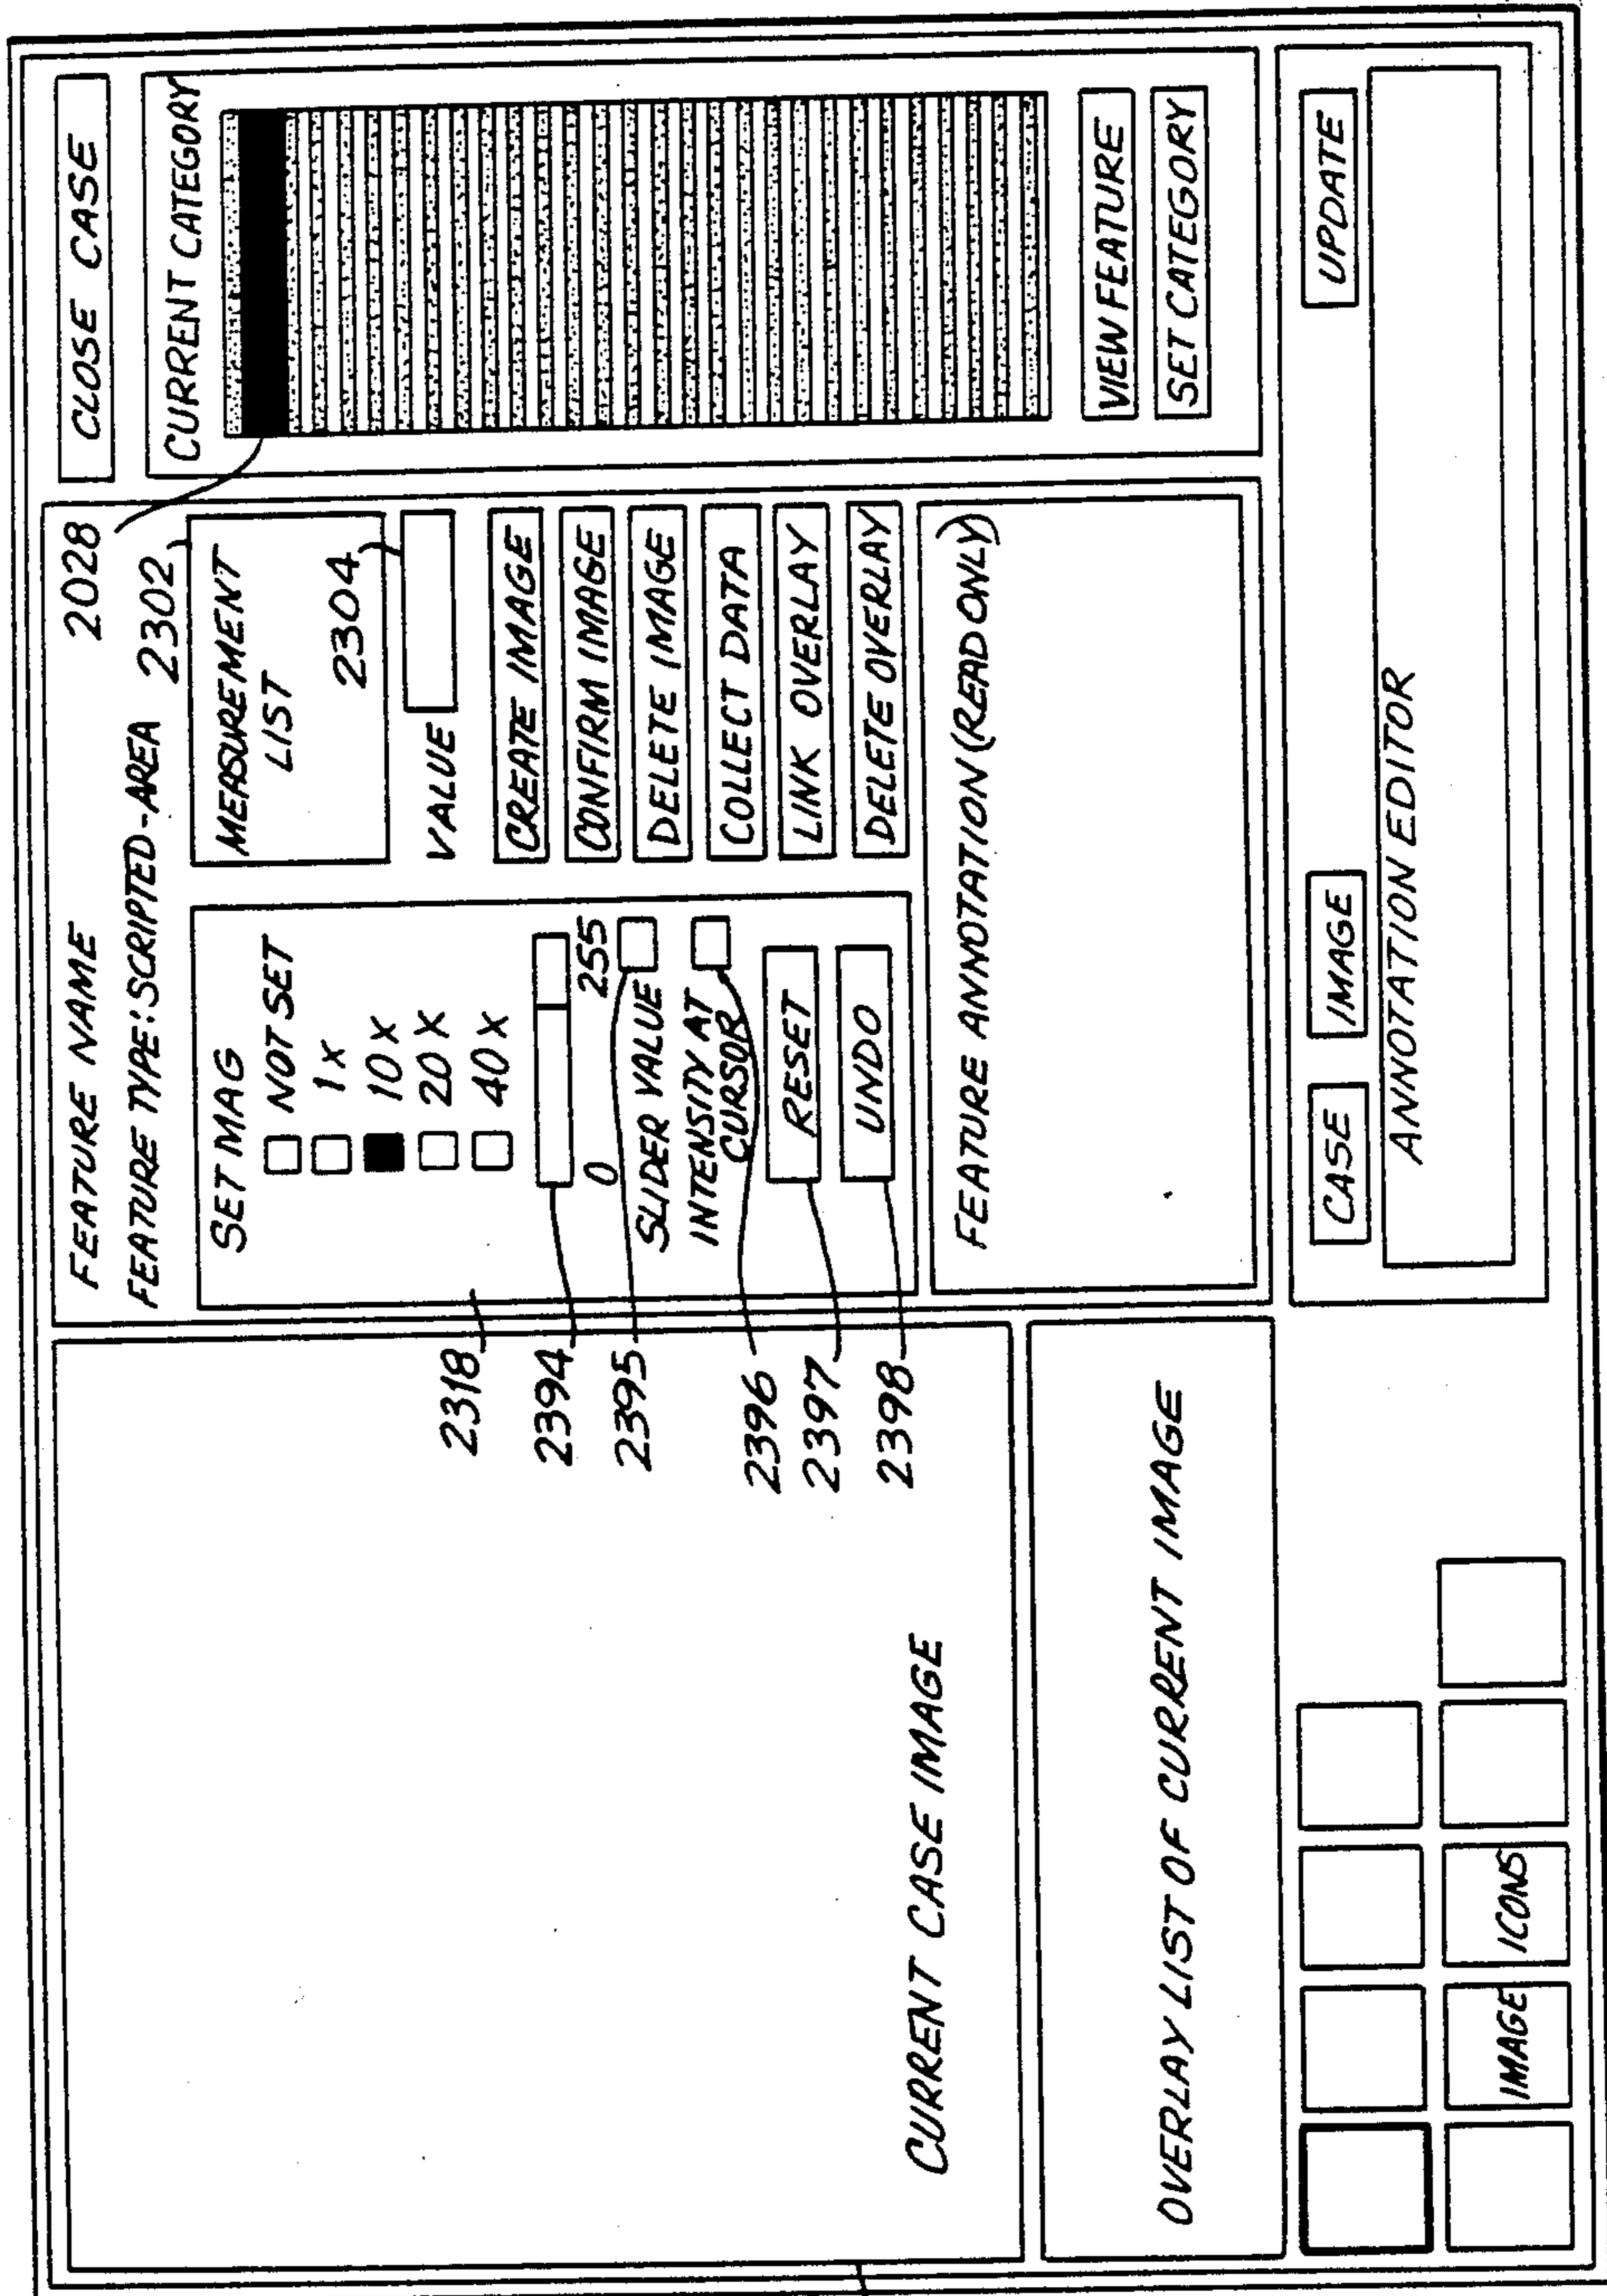 CLOSE CASE
CURRENT CATEGORY
VIEW FEATURE
SET CATEGORY
2028
FEATURE NAME
FEATURE TYPE: SCRIPTED-AREA
2302
MEASUREMENT
LIST
2304
VALUE
CREATE IMAGE
CONFIRM IMAGE
DELETE IMAGE
COLLECT DATA
LINK OVERLAY
DELETE OVERLAY
SET MAG
NOT SET
1X
10X
20X
40X
0
255
SLIDER VALUE
INTENSITY AT
CURSOR
RESET
UNDO
2318
2394
2395
2396
2397
2398
FEATURE ANNOTATION (READ ONLY)
CURRENT CASE IMAGE
OVERLAY LIST OF CURRENT IMAGE
IMAGE
ICONS
CASE
IMAGE
UPDATE
ANNOTATION EDITOR